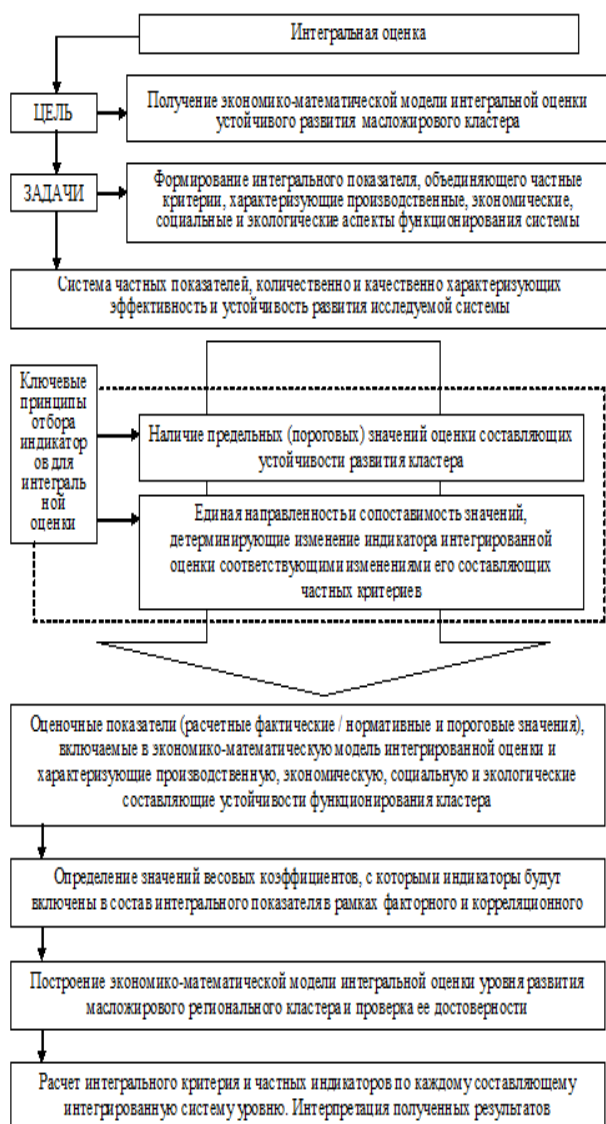 Интегральная оценка
ЦЕЛЬ
Получение экономико-математической модели интегральной оценки
устойчивого развития масложирового кластера
ЗАДАЧИ
Формирование интегрального показателя, объединяющего частные
критерии, характеризующие производственные, экономические,
социальные и экологические аспекты функционирования системы
Система частных показателей, количественно и качественно характеризующих
эффективность и устойчивость развития исследуемой системы
Ключевые
принципы
отбора
индикатор
ов для
интеграль
ной
оценки
Наличие предельных (пороговых) значений оценки составляющих
устойчивости развития кластера
Единая направленность и сопоставимость значений,
детерминирующие изменение индикатора интегрированной
оценки соответствующими изменениями его составляющих
частных критериев
Оценочные показатели (расчетные фактические / нормативные и пороговые значения),
включаемые в экономико-математическую модель интегрированной оценки и
характеризующие производственную, экономическую, социальную и экологические
составляющие устойчивости функционирования кластера
Определение значений весовых коэффициентов, с которыми индикаторы будут
включены в состав интегрального показателя в рамках факторного и корреляционного
Построение экономико-математической модели интегральной оценки уровня развития
масложирового регионального кластера и проверка ее достоверности
Расчет интегрального критерия и частных индикаторов по каждому составляющему
интегрированную систему уровню. Интерпретация полученных результатов